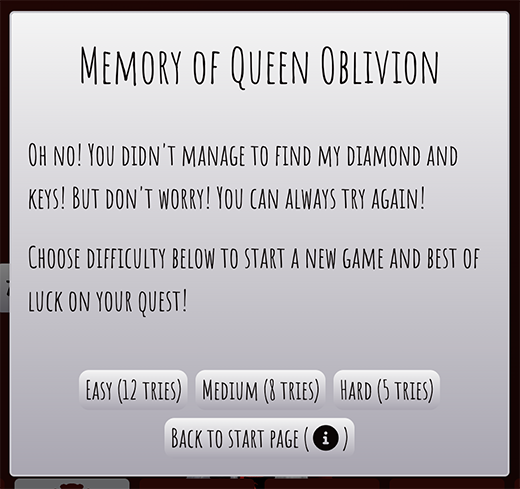 Memory of Queen Oblivion
Oh no! You didn't manage to find my diamond and
keys! But don't worry! You can always try again!
Choose difficulty below to start a new game and best of
luck on your quest!
Easy (12 tries) Medium (8 tries) Hard (5 tries)
Back to start page (i)